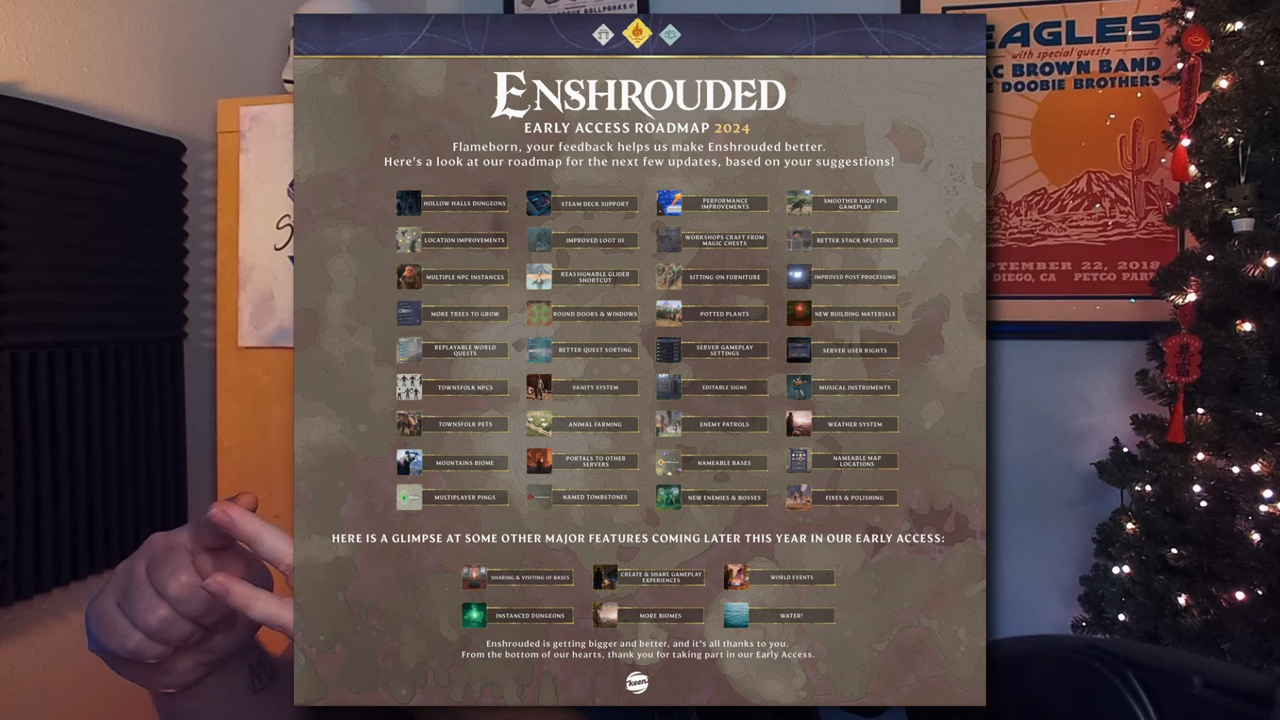 ENSHROUDED
EARLY ACCESS ROADMAP 2024
Flameborn, your feedback helps us make Enshrouded better.
Here's a look at our roadmap for the next few updates, based on your suggestions!
HOLLOW HALLS DUNGEONS
STEAM DECK SUPPORT
PERFORMANCE
IMPROVEMENTS
SMOOTHER HIGH FPS
GAMEPLAY
LOCATION IMPROVEMENTS
IMPROVED LOOT UI
WORKSHOPS CRAFT FROM
MAGIC CHESTS
BETTER STACK SPLITTING
MULTIPLE NPC INSTANCES
REASSIGNABLE GLIDER
SHORTCUT
SITTING ON FURNITURE
IMPROVED POST PROCESSING
MORE TREES TO GROW
ROUND DOORS & WINDOWS
POTTED PLANTS
NEW BUILDING MATERIALS
REPLAYABLE WORLD
QUESTS
BETTER QUEST SORTING
SERVER GAMEPLAY
SETTINGS
SERVER USER RIGHTS
TOWNSFOLK NPCS
VANITY SYSTEM
EDITABLE SIGNS
MUSICAL INSTRUMENTS
TOWNSFOLK PETS
ANIMAL FARMING
ENEMY PATROLS
WEATHER SYSTEM
MOUNTAINS BIOME
PORTALS TO OTHER
SERVERS
NAMEABLE BASES
NAMEABLE MAP
LOCATIONS
MULTIPLAYER PINGS
NAMED TOMBSTONES
NEW ENEMIES & BOSSES
FIXES & POLISHING
HERE IS A GLIMPSE AT SOME OTHER MAJOR FEATURES COMING LATER THIS YEAR IN OUR EARLY ACCESS:
SHARING & VISITING OF BASES
CREATE & SHARE GAMEPLAY
EXPERIENCES
WORLD EVENTS
INSTANCED DUNGEONS
MORE BIOMES
WATER!
Enshrouded is getting bigger and better, and it's all thanks to you.
From the bottom of our hearts, thank you for taking part in our Early Access.
keen
EAGLES
with special guests
AC BROWN BAND
E DOOBIE BROTHERS
PTEMBER 22, 2018
DIEGO, CA PETCO PARK